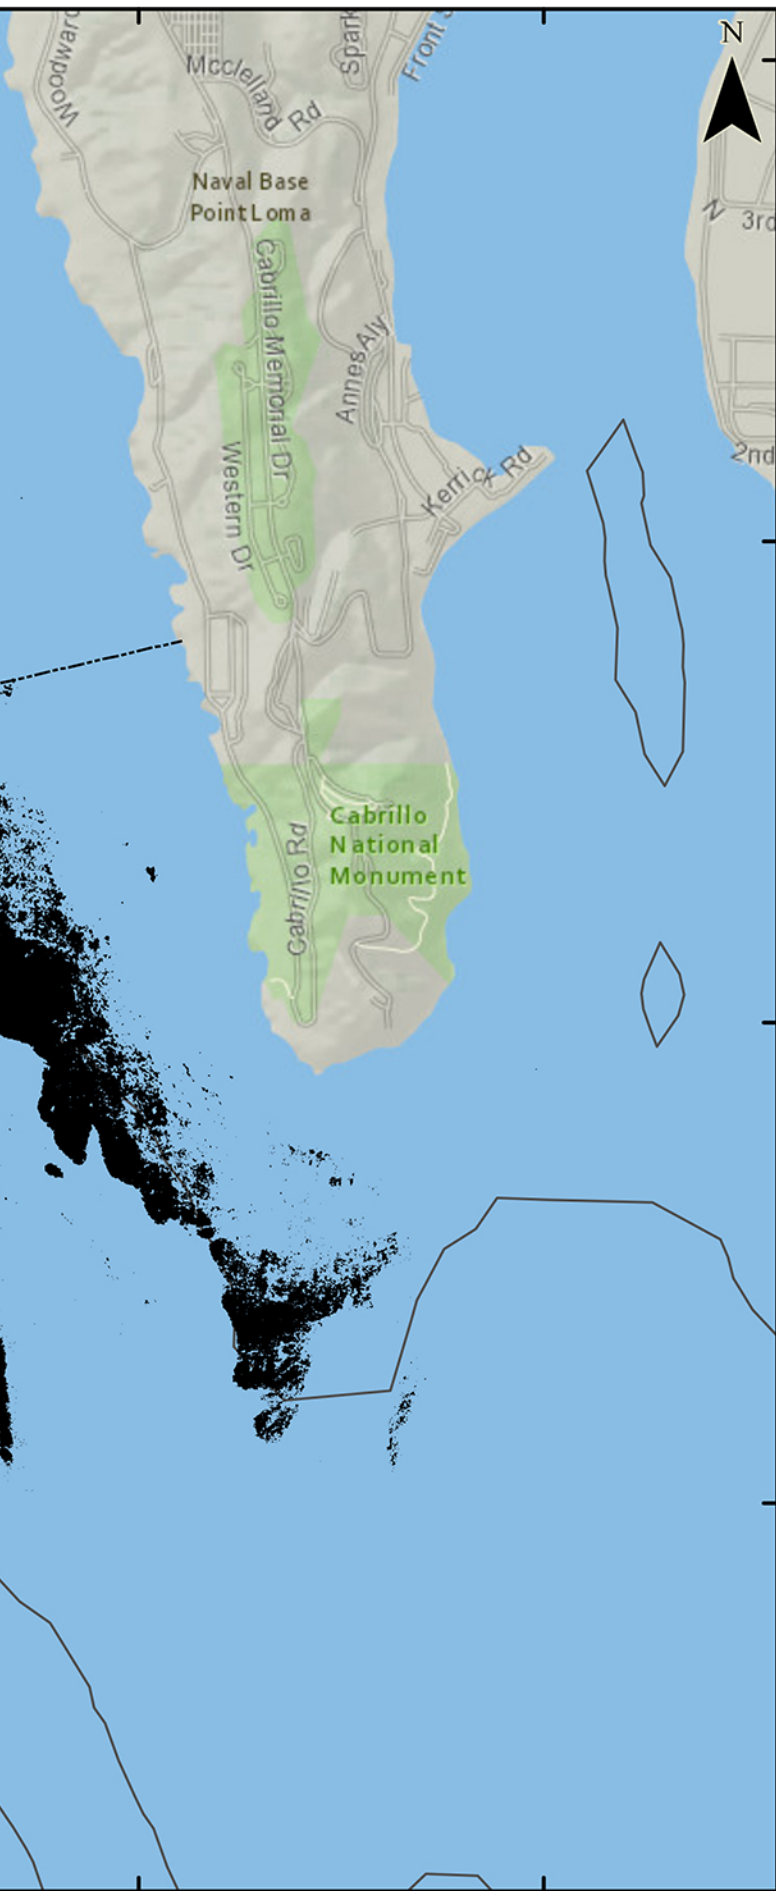 N
Woodward
Mcclelland Rd
Spark
Front S
Naval Base
Point Loma
N
3rd
Cabrillo Memorial Dr
Annes Aly
Western Dr
Kerrick Rd
2nd
Cabrillo
National
Monument
Cabrillo Rd